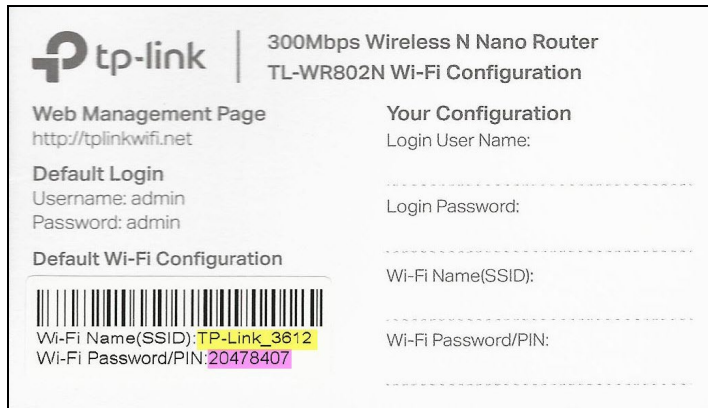 tp-link
300Mbps Wireless N Nano Router
TL-WR802N Wi-Fi Configuration
Web Management Page
http://tplinkwifi.net
Default Login
Username: admin
Password: admin
Default Wi-Fi Configuration
Wi-Fi Name(SSID):TP-Link_3612
Wi-Fi Password/PIN:20478407
Your Configuration
Login User Name:
Login Password:
Wi-Fi Name(SSID):
Wi-Fi Password/PIN: